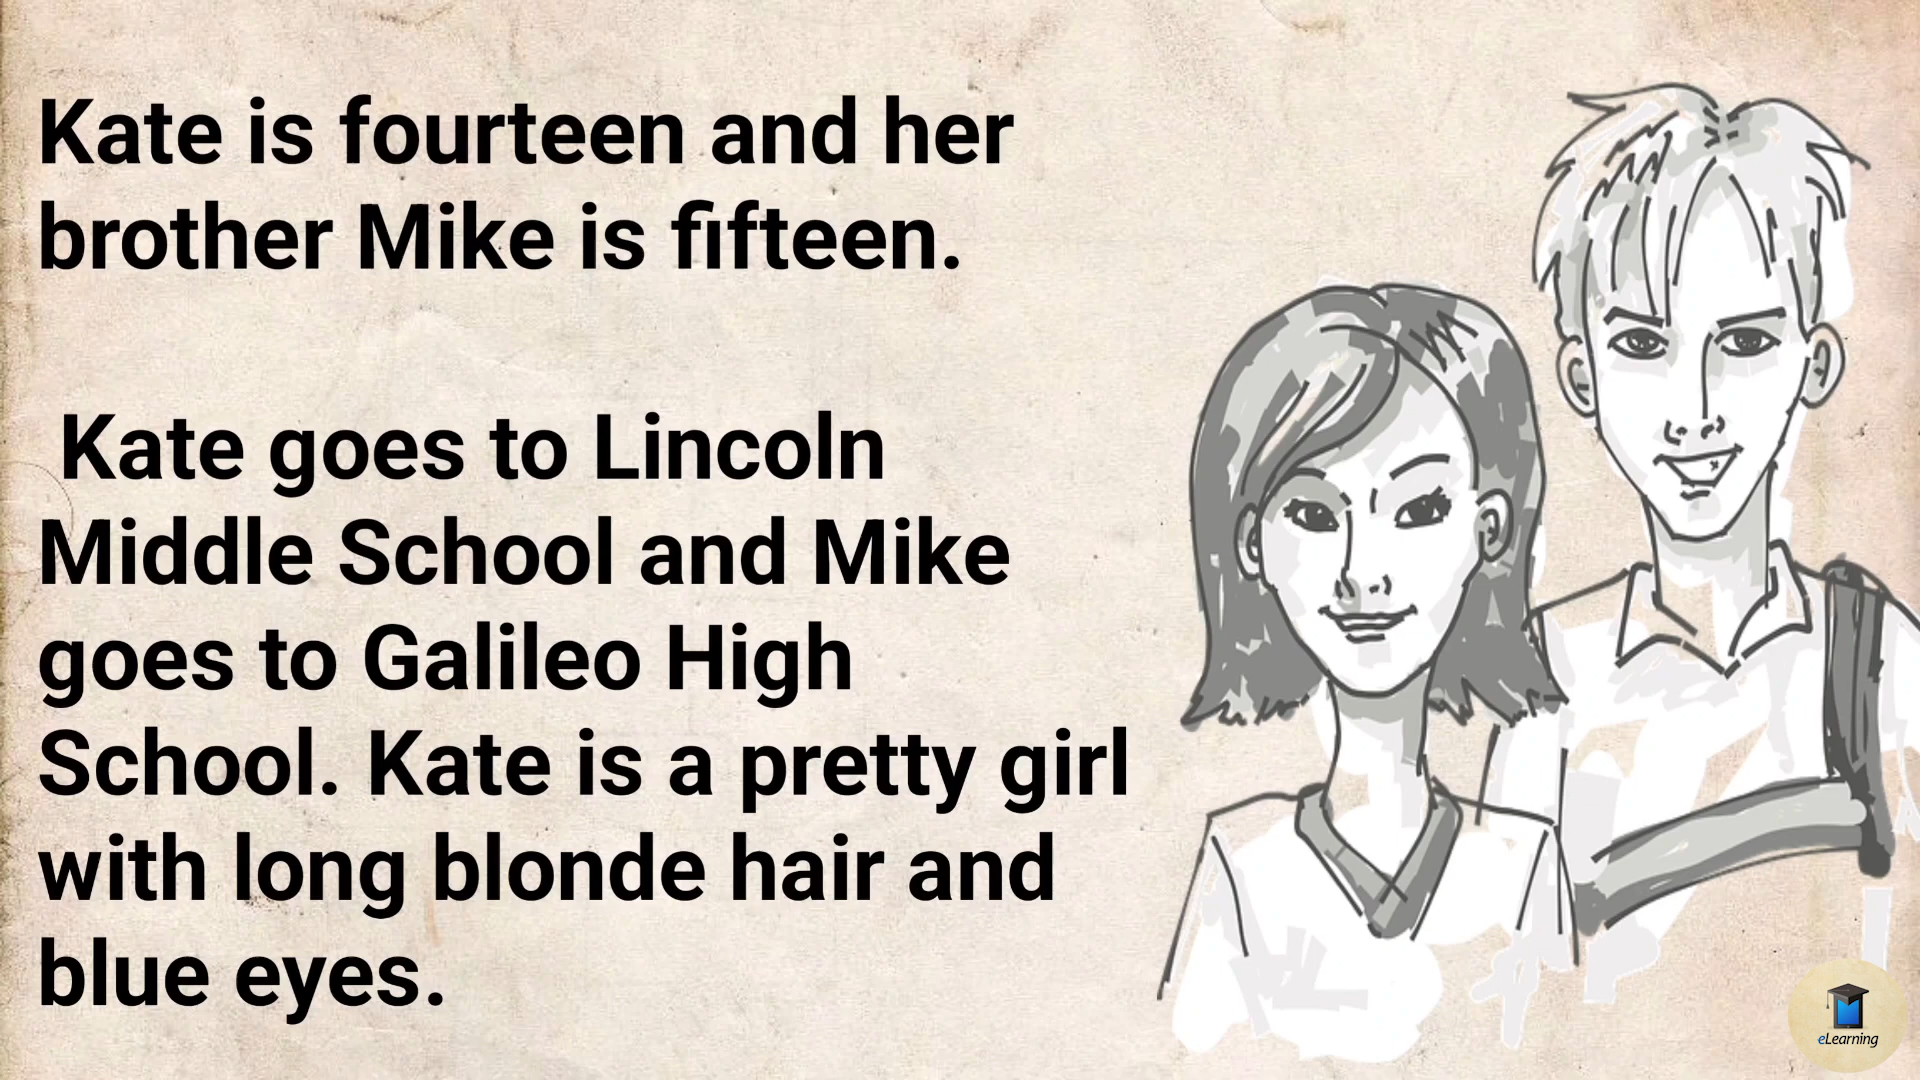 Kate is fourteen and her
brother Mike is fifteen.
Kate goes to Lincoln
Middle School and Mike
goes to Galileo High
School. Kate is a pretty girl
with long blonde hair and
blue eyes.
eLearning